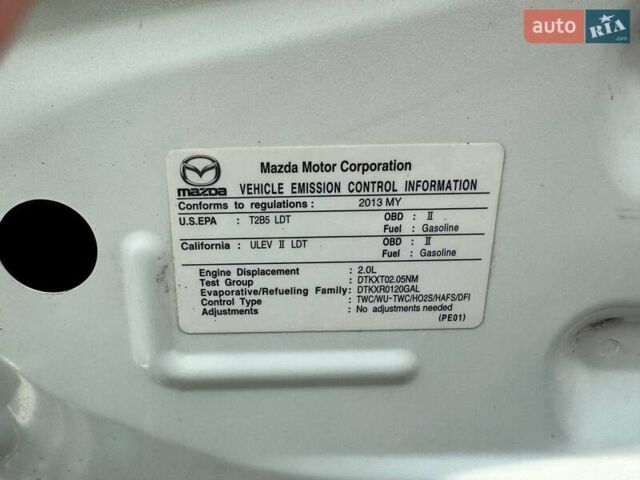 auto RIA .com
Mazda Motor Corporation
mazda VEHICLE EMISSION CONTROL INFORMATION
Conforms to regulations : 2013 MY
U.S.EPA : T2B5 LDT OBD : II
Fuel : Gasoline
California : ULEV II LDT OBD : II
Fuel : Gasoline
Engine Displacement : 2.0L
Test Group : DTKXT02.05NM
Evaporative/Refueling Family: DTKXR0120GAL
Control Type : TWC/WU-TWC/HO2S/HAFS/DFI
Adjustments : No adjustments needed
(PE01)